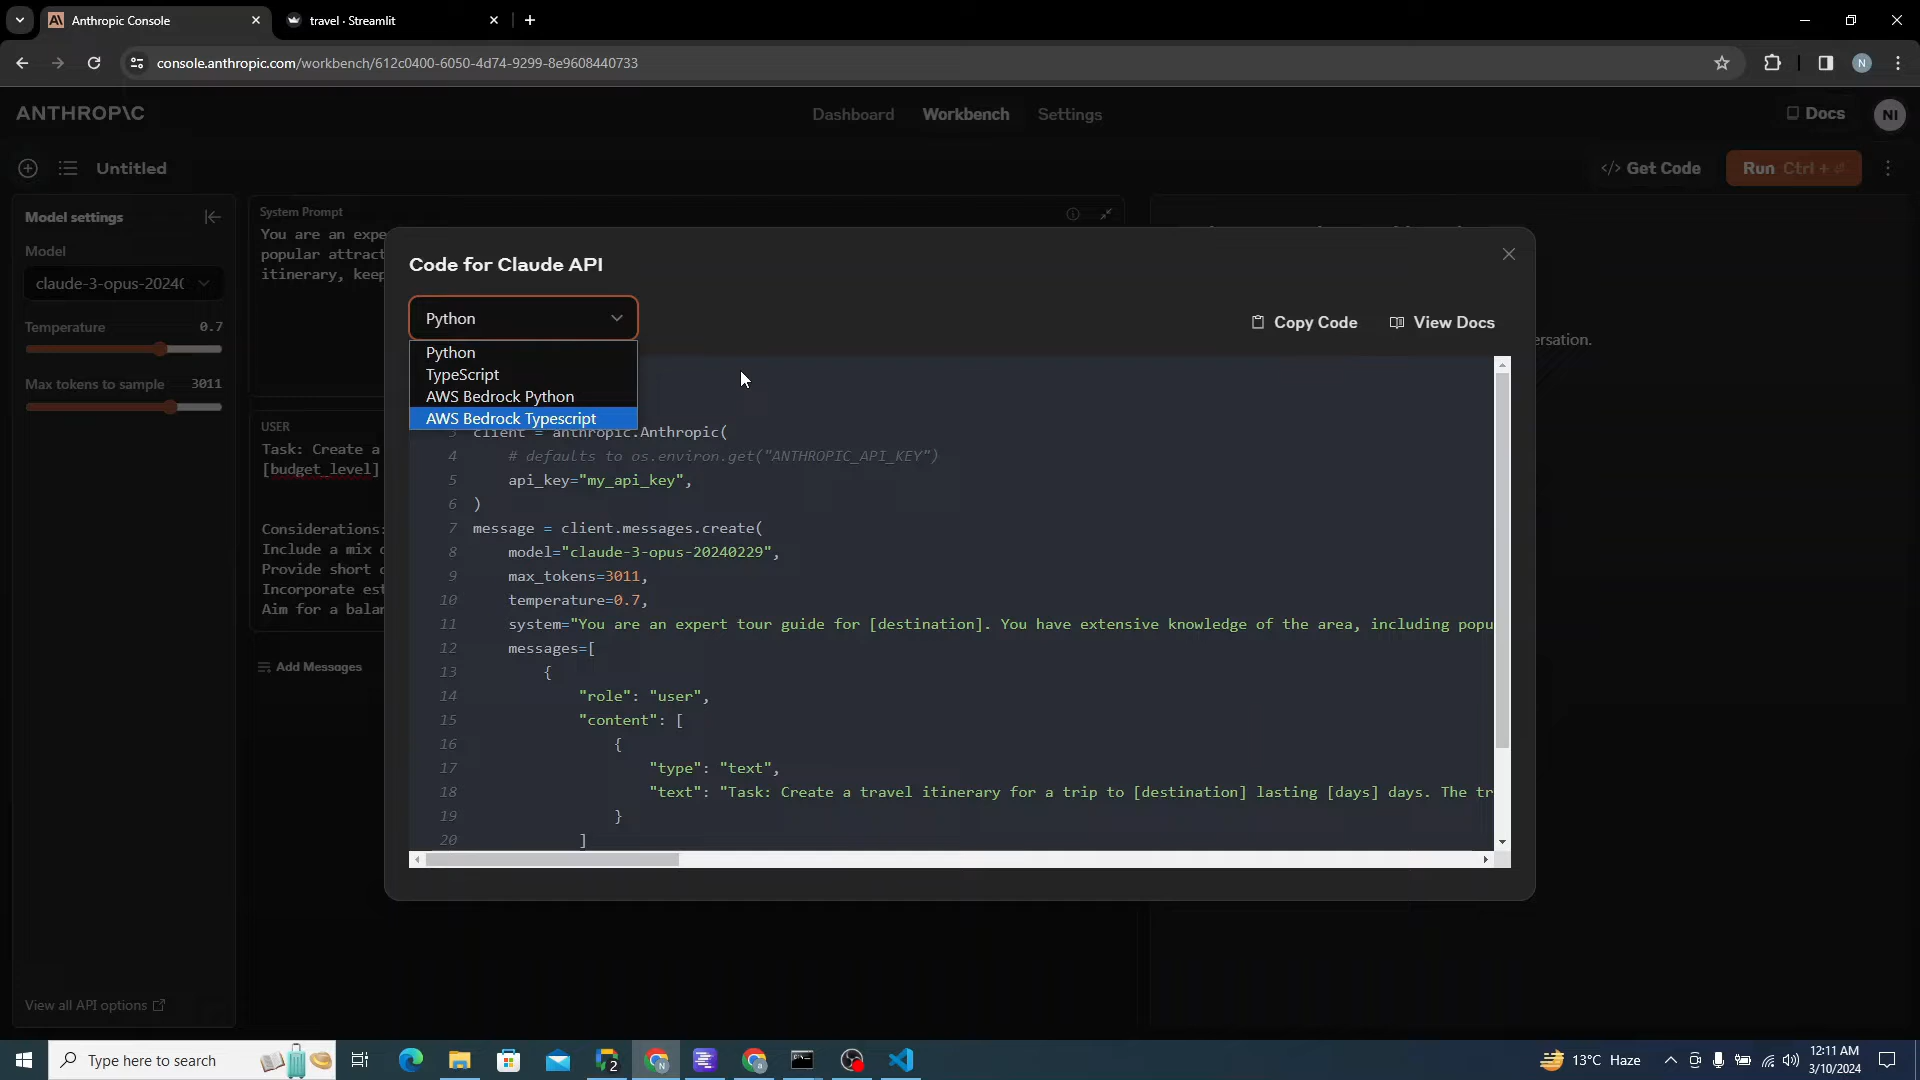 Anthropic Console
travel · Streamlit
console.anthropic.com/workbench/612c0400-6050-4d74-9299-8e9608440733
N
ANTHROP\C
Dashboard
Workbench
Settings
Docs
NI
Untitled
</> Get Code
Run Ctrl + ⏎
Model settings
Model
claude-3-opus-2024
Temperature 0.7
Max tokens to sample 3011
View all API options
System Prompt
You are an expe
popular attract
itinerary, keep
USER
Task: Create a
[budget_level]
Considerations:
Include a mix
Provide short
Incorporate est
Aim for a balan
Add Messages
ersation.
Code for Claude API
Python
Copy Code
View Docs
Python
TypeScript
AWS Bedrock Python
AWS Bedrock Typescript
3 client = anthropic.Anthropic(
4 # defaults to os.environ.get("ANTHROPIC_API_KEY")
5 api_key="my_api_key",
6 )
7 message = client.messages.create(
8 model="claude-3-opus-20240229",
9 max_tokens=3011,
10 temperature=0.7,
11 system="You are an expert tour guide for [destination]. You have extensive knowledge of the area, including popu
12 messages=[
13 {
14 "role": "user",
15 "content": [
16 {
17 "type": "text",
18 "text": "Task: Create a travel itinerary for a trip to [destination] lasting [days] days. The tr
19 }
20 ]
Type here to search
2
N
a
13°C Haze
12:11 AM
3/10/2024